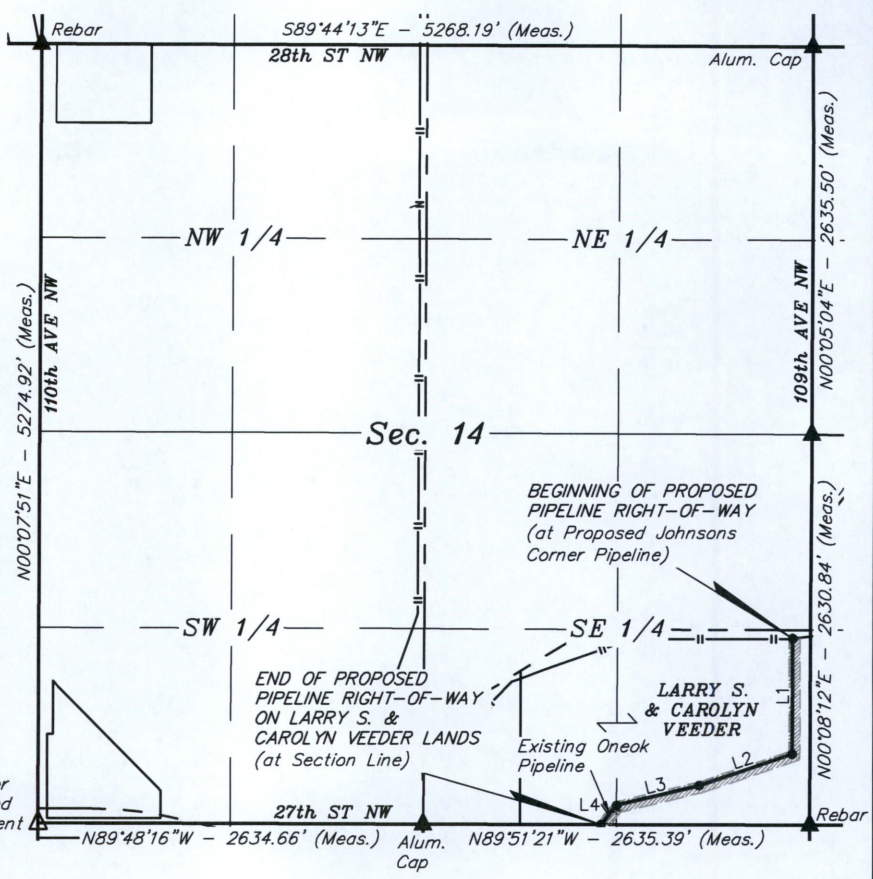 S89°44'13"E - 5268.19' (Meas.)
Rebar
28th ST NW
Alum. Cap
NW 1/4
NE 1/4
110th AVE NW
N00°07'51"E - 5274.92' (Meas.)
109th AVE NW
N00°05'04"E - 2635.50' (Meas.)
Sec. 14
BEGINNING OF PROPOSED
PIPELINE RIGHT-OF-WAY
(at Proposed Johnsons
Corner Pipeline)
SW 1/4
SE 1/4
N00°08'12"E - 2630.84' (Meas.)
END OF PROPOSED
PIPELINE RIGHT-OF-WAY
ON LARRY S. &
CAROLYN VEEDER LANDS
(at Section Line)
LARRY S.
& CAROLYN
VEEDER
L1
Existing Oneok
Pipeline
L2
L3
L4
27th ST NW
Rebar
N89°48'16"W - 2634.66' (Meas.)
Alum.
Cap
N89°51'21"W - 2635.39' (Meas.)